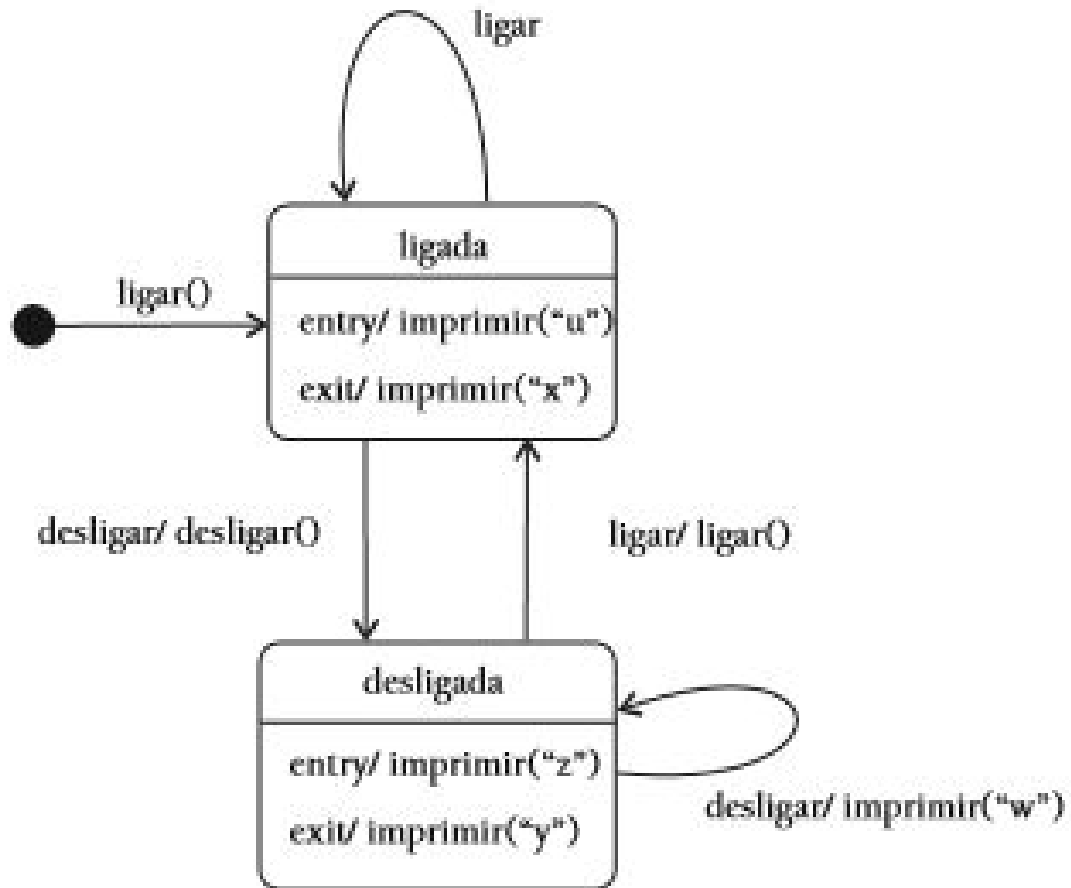 ligar
ligada
ligar()
entry/ imprimir(“u”)
exit/ imprimir(“x”)
desligar/ desligar()
ligar/ ligar()
desligada
entry/ imprimir(“z”)
desligar/ imprimir(“w”)
exit/ imprimir(“y”)